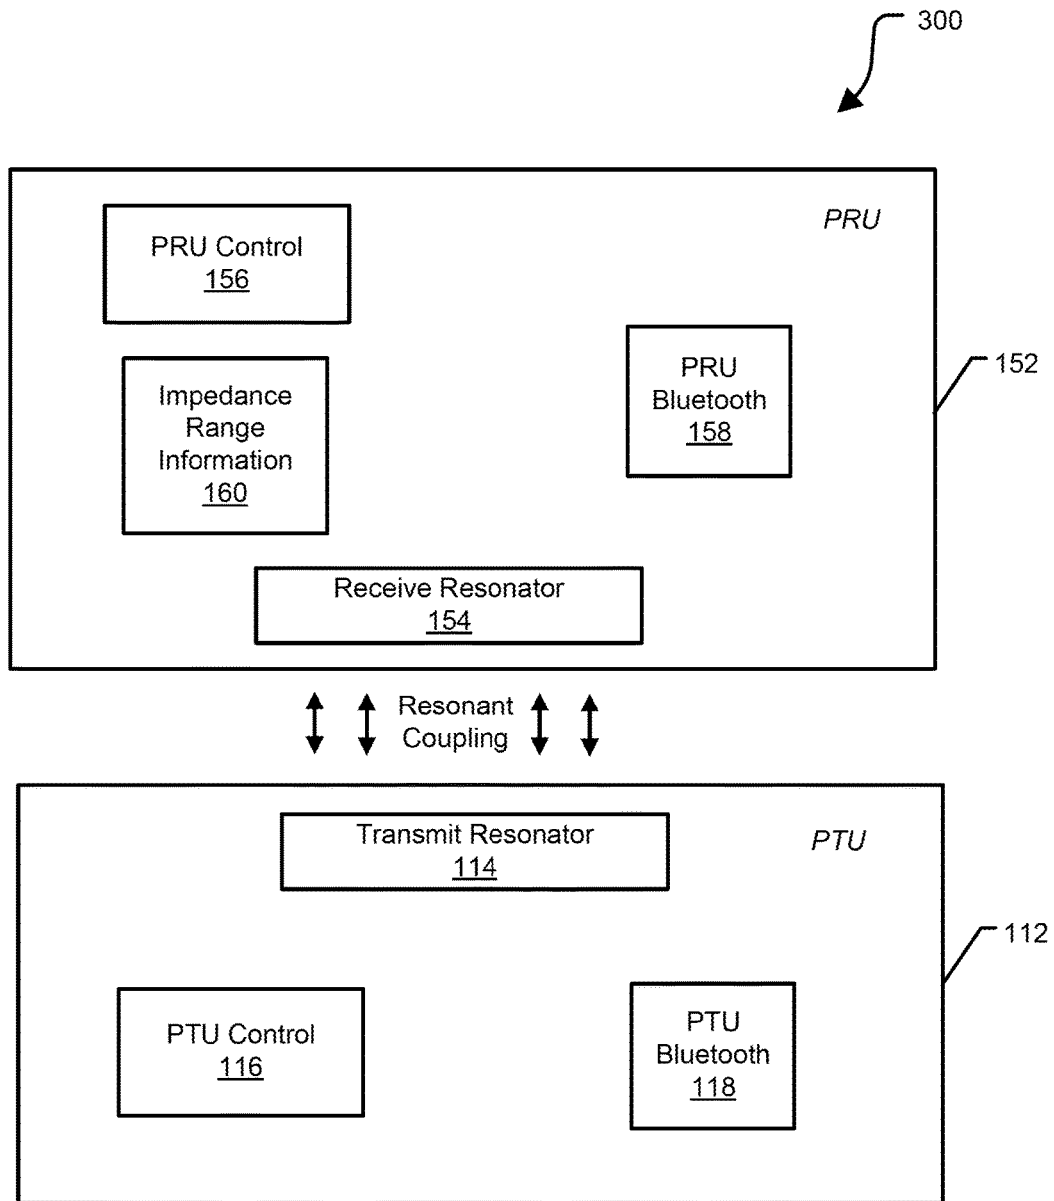 300
PRU
PRU Control
156
Impedance
Range
Information
160
PRU
Bluetooth
158
152
Receive Resonator
154
Resonant
Coupling
Transmit Resonator
114
PTU
112
PTU Control
116
PTU
Bluetooth
118